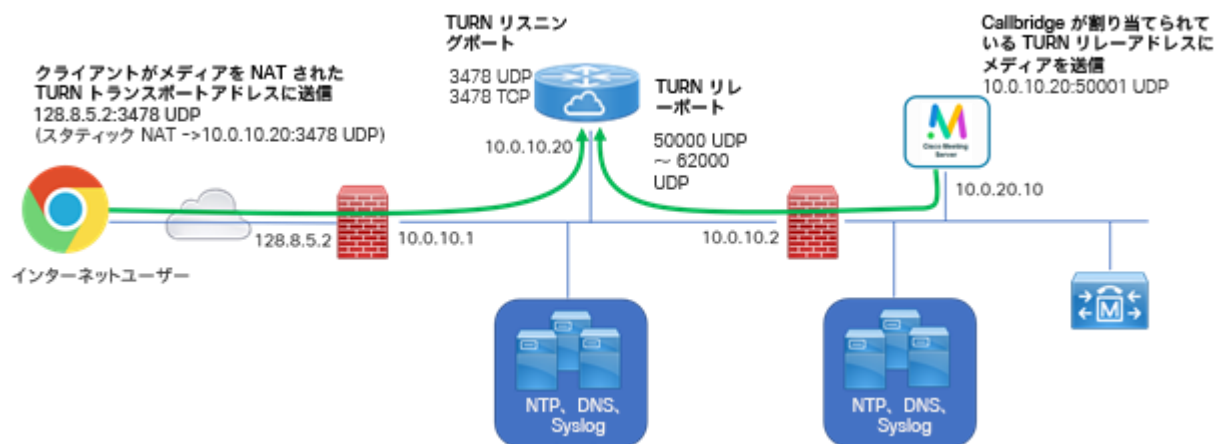 クライアントがメディアを NAT された
TURN トランスポートアドレスに送信
128.8.5.2:3478 UDP
(スタティック NAT ->10.0.10.20:3478 UDP)
TURN リスニン
グポート
3478 UDP
3478 TCP
TURN リレ
ーポート
50000 UDP
～ 62000
UDP
Callbridge が割り当てられて
いる TURN リレーアドレスに
メディアを送信
10.0.10.20:50001 UDP
Cisco Meeting
Server
10.0.10.20
10.0.20.10
128.8.5.2
10.0.10.1
10.0.10.2
インターネットユーザー
M
NTP、DNS、
Syslog
NTP、DNS、
Syslog